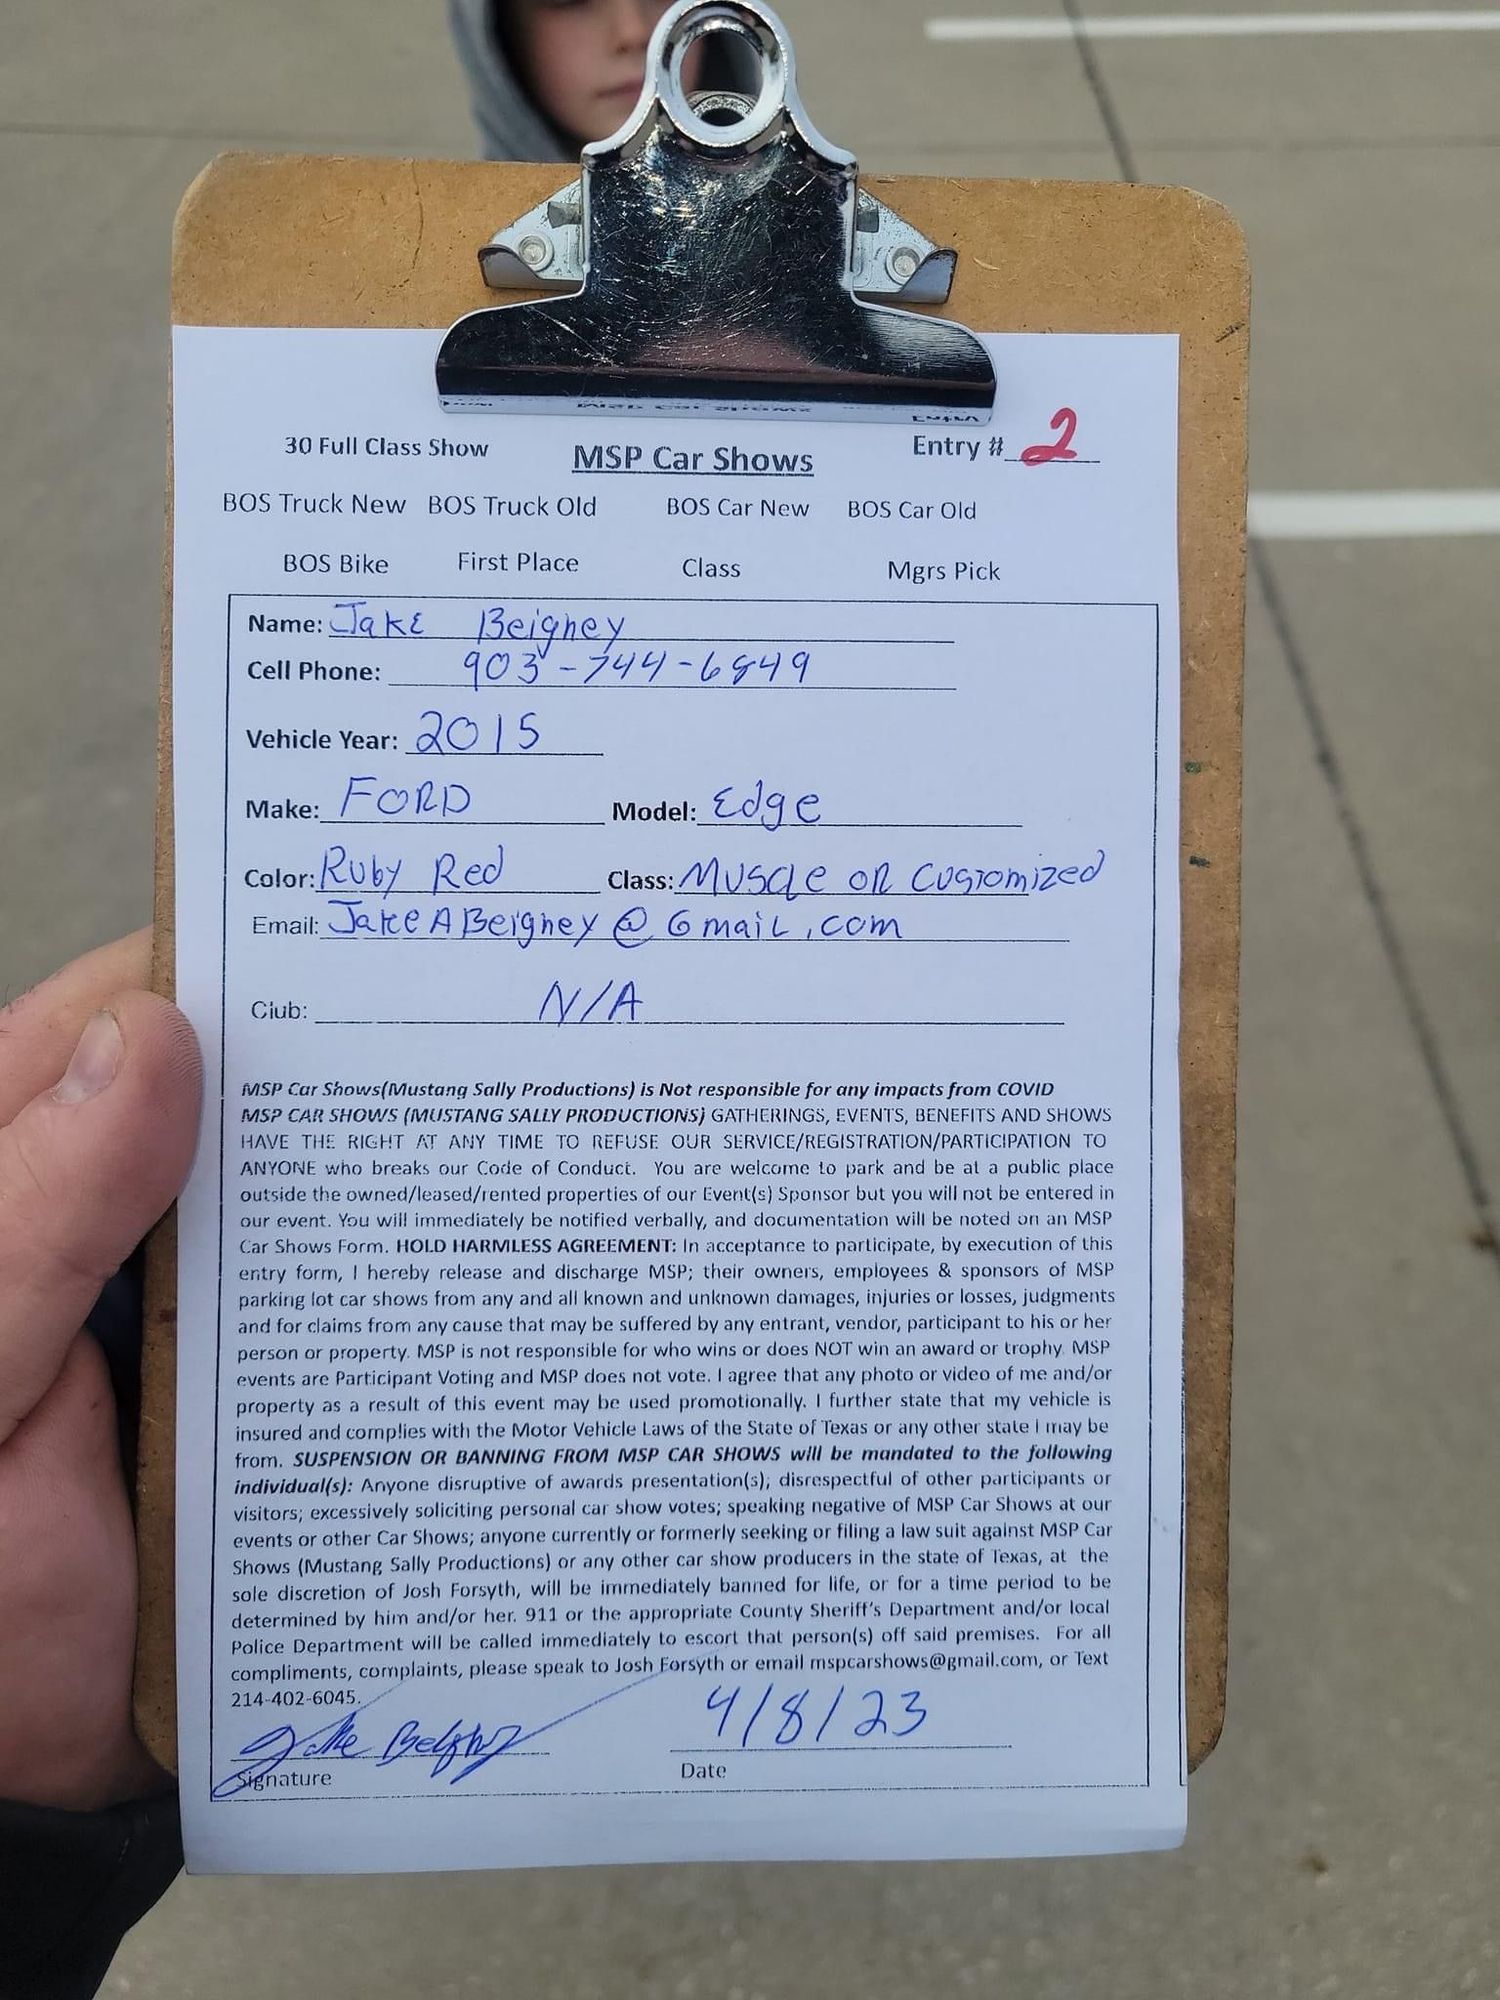 30 Full Class Show MSP Car Shows Entry # 2
BOS Truck New BOS Truck Old BOS Car New BOS Car Old
BOS Bike First Place Class Mgrs Pick
Name: Jake Beigney
Cell Phone: 903-744-6849
Vehicle Year: 2015
Make: FORD Model: Edge
Color: Ruby Red Class: Muscle OR Customized
Email: JakeABeigney@Gmail.com
Club: N/A
MSP Car Shows(Mustang Sally Productions) is Not responsible for any impacts from COVID
MSP CAR SHOWS (MUSTANG SALLY PRODUCTIONS) GATHERINGS, EVENTS, BENEFITS AND SHOWS
HAVE THE RIGHT AT ANY TIME TO REFUSE OUR SERVICE/REGISTRATION/PARTICIPATION TO
ANYONE who breaks our Code of Conduct. You are welcome to park and be at a public place
outside the owned/leased/rented properties of our Event(s) Sponsor but you will not be entered in
our event. You will immediately be notified verbally, and documentation will be noted on an MSP
Car Shows Form. HOLD HARMLESS AGREEMENT: In acceptance to participate, by execution of this
entry form, I hereby release and discharge MSP; their owners, employees & sponsors of MSP
parking lot car shows from any and all known and unknown damages, injuries or losses, judgments
and for claims from any cause that may be suffered by any entrant, vendor, participant to his or her
person or property. MSP is not responsible for who wins or does NOT win an award or trophy. MSP
events are Participant Voting and MSP does not vote. I agree that any photo or video of me and/or
property as a result of this event may be used promotionally. I further state that my vehicle is
insured and complies with the Motor Vehicle Laws of the State of Texas or any other state I may be
from. SUSPENSION OR BANNING FROM MSP CAR SHOWS will be mandated to the following
individual(s): Anyone disruptive of awards presentation(s); disrespectful of other participants or
visitors; excessively soliciting personal car show votes; speaking negative of MSP Car Shows at our
events or other Car Shows; anyone currently or formerly seeking or filing a law suit against MSP Car
Shows (Mustang Sally Productions) or any other car show producers in the state of Texas, at the
sole discretion of Josh Forsyth, will be immediately banned for life, or for a time period to be
determined by him and/or her. 911 or the appropriate County Sheriff's Department and/or local
Police Department will be called immediately to escort that person(s) off said premises. For all
compliments, complaints, please speak to Josh Forsyth or email mspcarshows@gmail.com, or Text
214-402-6045.
Jake Beigney 4/8/23
Signature Date